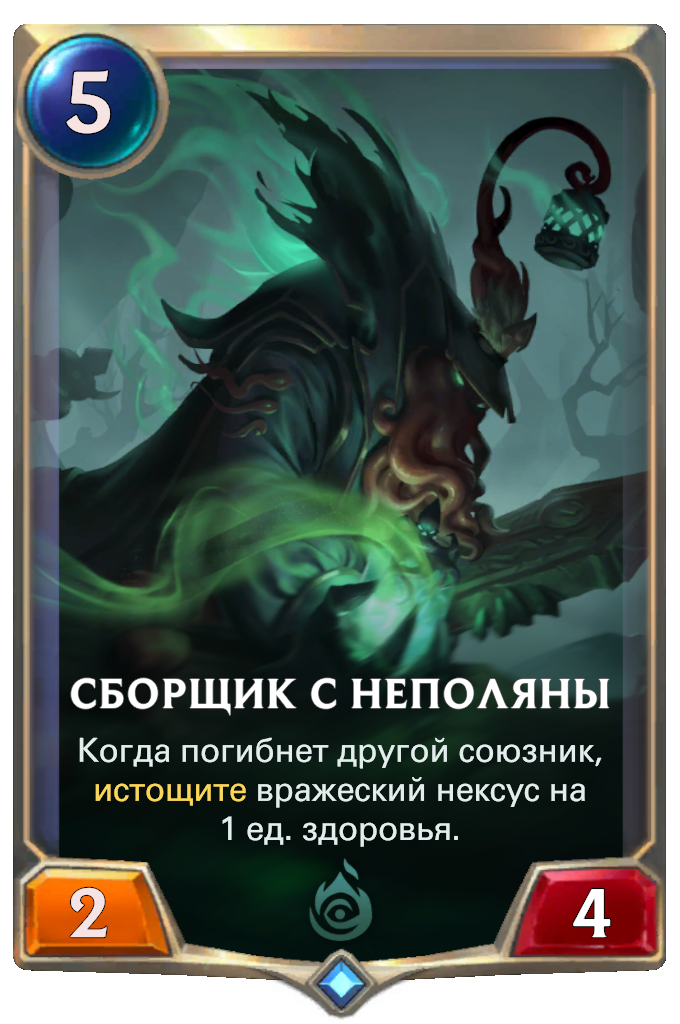 5
СБОРЩИК С НЕПОЛЯНЫ
Когда погибнет другой союзник,
истощите вражеский нексус на
1 ед. здоровья.
2
4